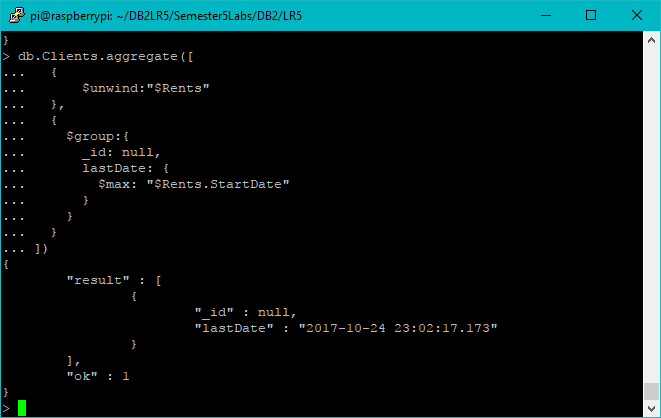 pi@raspberrypi: ~/DB2LR5/Semester5Labs/DB2/LR5
}
> db.Clients.aggregate([
...   {
...       $unwind:"$Rents"
...   },
...   {
...     $group:{
...       _id: null,
...       lastDate: {
...         $max: "$Rents.StartDate"
...       }
...     }
...   }
... ])
{
        "result" : [
                {
                        "_id" : null,
                        "lastDate" : "2017-10-24 23:02:17.173"
                }
        ],
        "ok" : 1
}
>